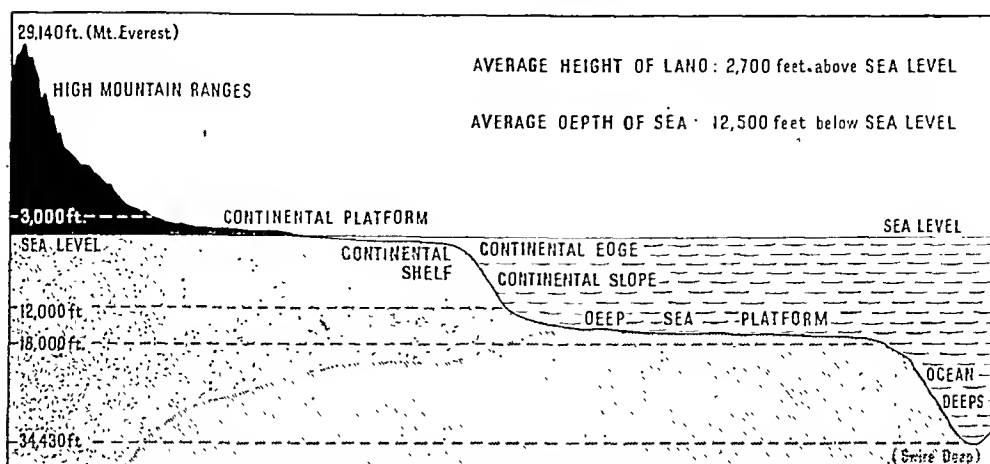 29,140 ft. (Mt. Everest)
HIGH MOUNTAIN RANGES
AVERAGE HEIGHT OF LAND: 2,700 feet above SEA LEVEL
AVERAGE DEPTH OF SEA: 12,500 feet below SEA LEVEL
3,000 ft.
CONTINENTAL PLATFORM
SEA LEVEL
SEA LEVEL
CONTINENTAL
SHELF
CONTINENTAL EDGE
CONTINENTAL SLOPE
12,000 ft.
DEEP SEA PLATFORM
18,000 ft.
OCEAN
DEEPS
34,430 ft.
(Swire Deep)